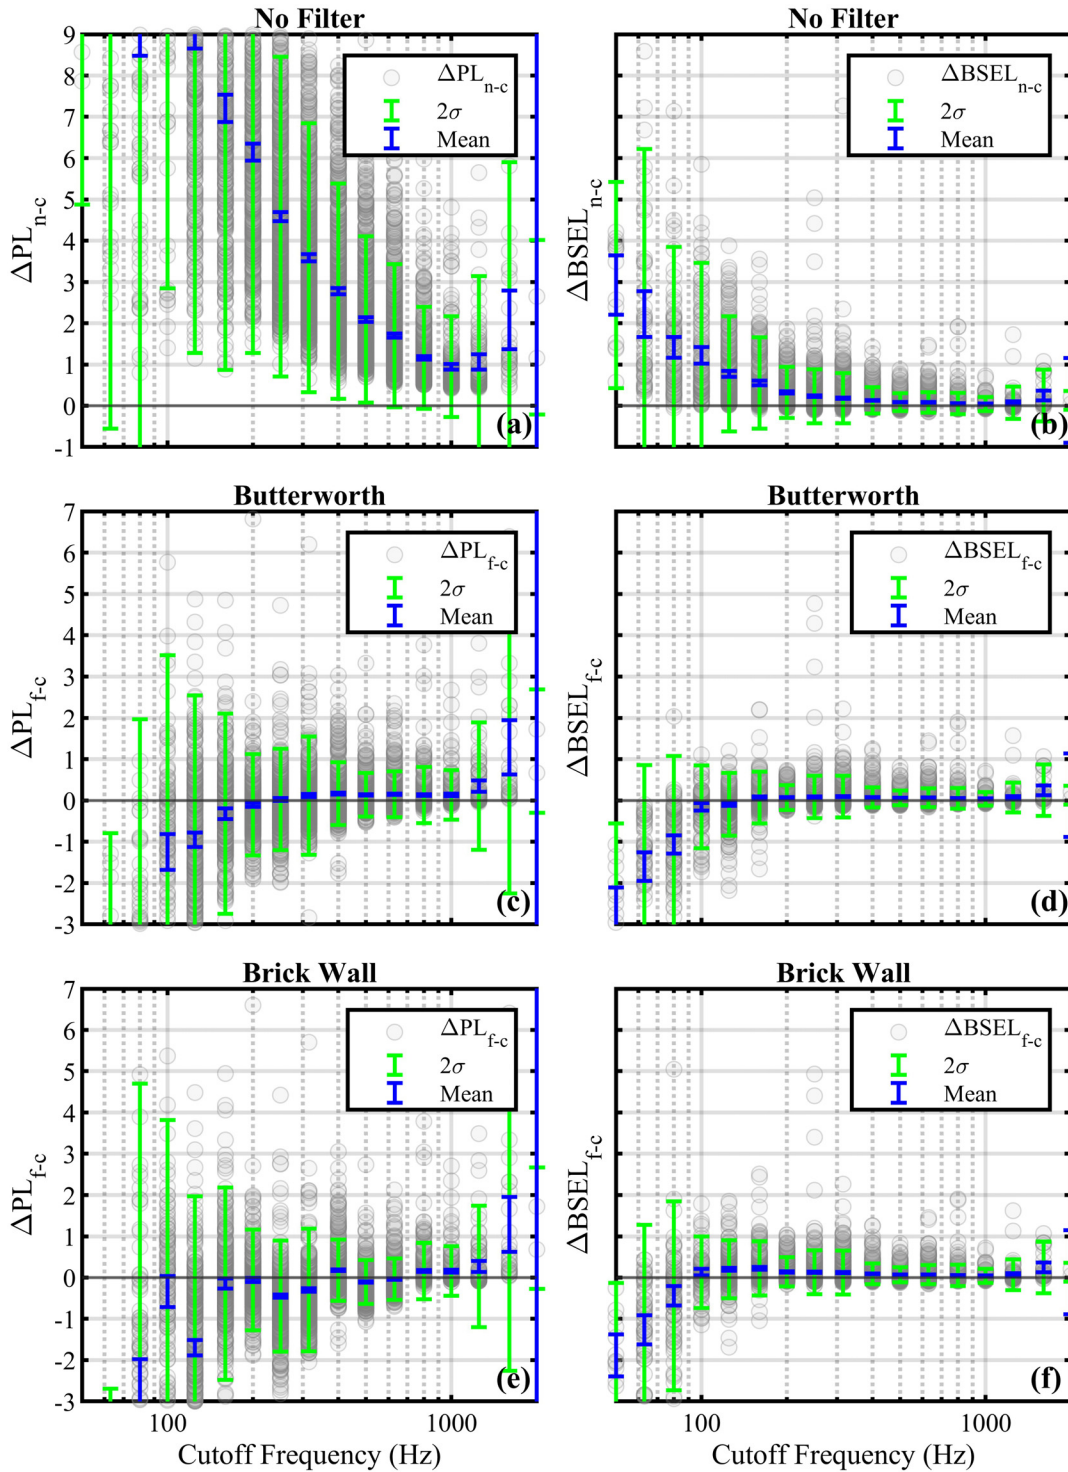 No Filter
No Filter
9
8
7
6
5
4
3
2
1
0
-1
ΔPLn-c
ΔPLn-c
2σ
Mean
(a)
ΔBSELn-c
ΔBSELn-c
2σ
Mean
(b)
Butterworth
Butterworth
7
6
5
4
3
2
1
0
-1
-2
-3
ΔPLf-c
ΔPLf-c
2σ
Mean
(c)
ΔBSELf-c
ΔBSELf-c
2σ
Mean
(d)
Brick Wall
Brick Wall
7
6
5
4
3
2
1
0
-1
-2
-3
ΔPLf-c
ΔPLf-c
2σ
Mean
(e)
ΔBSELf-c
ΔBSELf-c
2σ
Mean
(f)
100 1000
100 1000
Cutoff Frequency (Hz)
Cutoff Frequency (Hz)